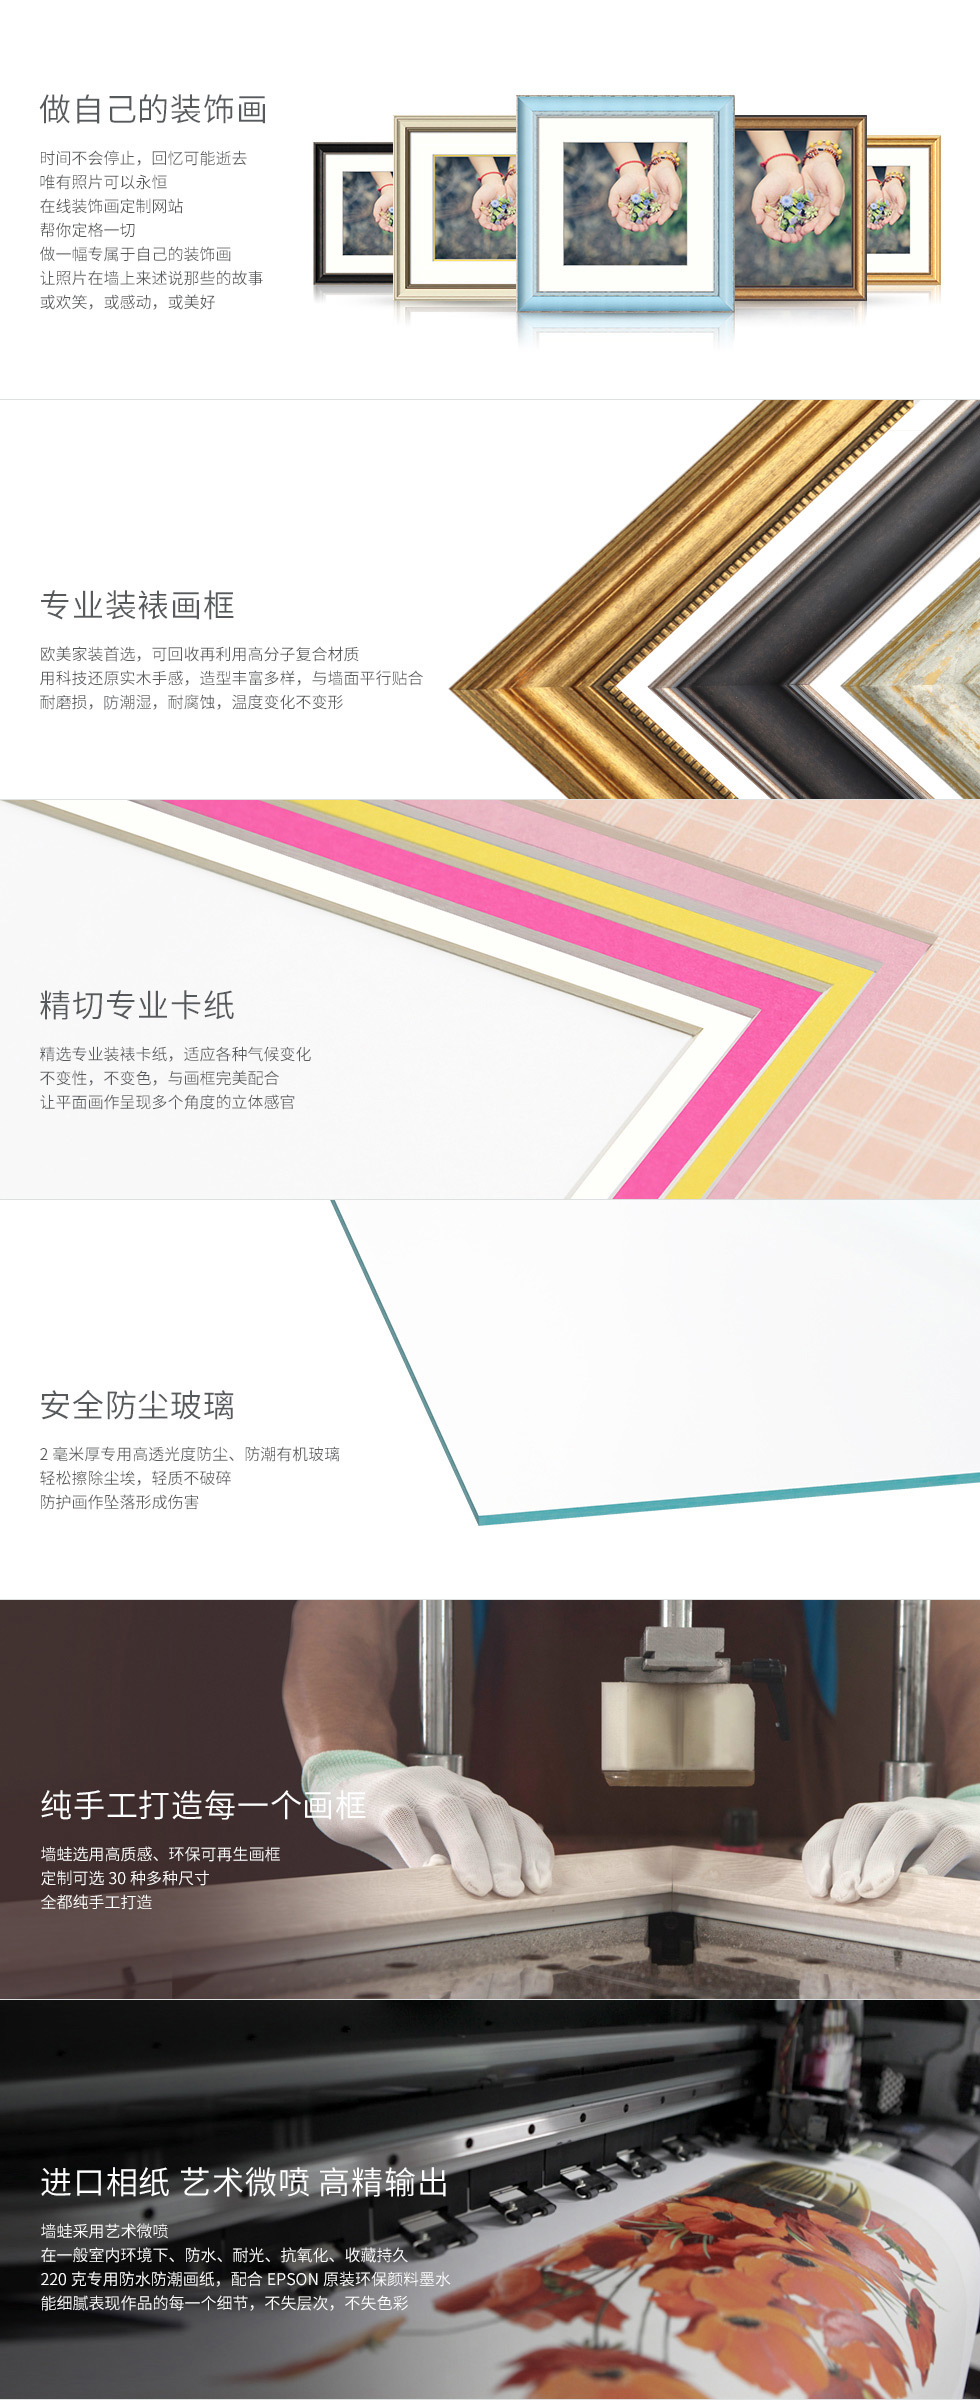 做自己的装饰画
时间不会停止，回忆可能逝去
唯有照片可以永恒
在线装饰画定制网站
帮你定格一切
做一幅专属于自己的装饰画
让照片在墙上来述说那些的故事
或欢笑，或感动，或美好
专业装裱画框
欧美家装首选，可回收再利用高分子复合材质
用科技还原实木手感，造型丰富多样，与墙面平行贴合
耐磨损，防潮湿，耐腐蚀，温度变化不变形
精切专业卡纸
精选专业装裱卡纸，适应各种气候变化
不变性，不变色，与画框完美配合
让平面画作呈现多个角度的立体感官
安全防尘玻璃
2 毫米厚专用高透光度防尘、防潮有机玻璃
轻松擦除尘埃，轻质不破碎
防护画作坠落形成伤害
纯手工打造每一个画框
墙蛙选用高质感、环保可再生画框
定制可选 30 种多种尺寸
全都纯手工打造
进口相纸 艺术微喷 高精输出
墙蛙采用艺术微喷
在一般室内环境下、防水、耐光、抗氧化、收藏持久
220 克专用防水防潮画纸，配合 EPSON 原装环保颜料墨水
能细腻表现作品的每一个细节，不失层次，不失色彩